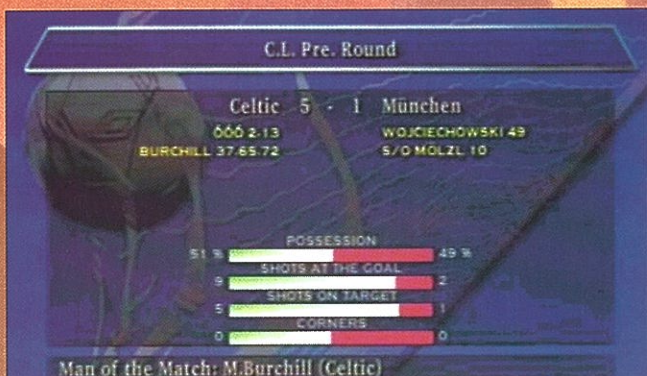 C.L. Pre. Round
Celtic 5 - 1 München
ÓÓÓ 2-13 WOJCIECHOWSKI 49
BURCHILL 37-65-72 S/O MÖLZL 10
POSSESSION
51 % 49 %
SHOTS AT THE GOAL
9 2
SHOTS ON TARGET
5 1
CORNERS
0 0
Man of the Match: M.Burchill (Celtic)